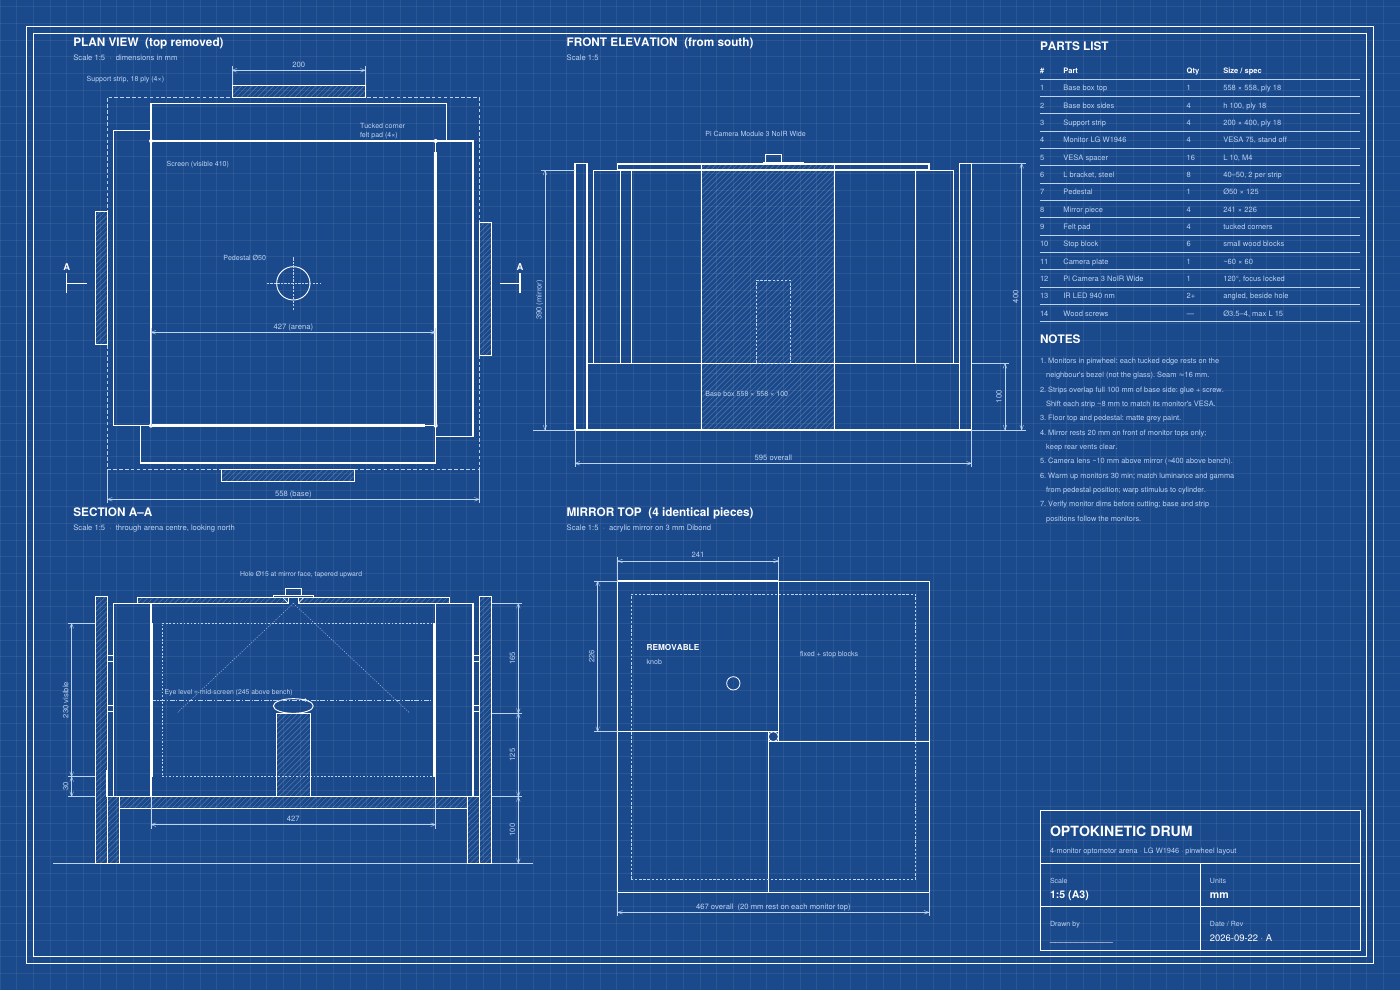 PLAN VIEW (top removed)
Scale 1:5 · dimensions in mm
Support strip, 18 ply (4×)
200
Tucked corner
felt pad (4×)
Screen (visible 410)
Pedestal Ø50
A
A
427 (arena)
558 (base)
FRONT ELEVATION (from south)
Scale 1:5
Pi Camera Module 3 NoIR Wide
390 (mirror)
400
100
Base box 558 × 558 × 100
595 overall
SECTION A–A
Scale 1:5 · through arena centre, looking north
Hole Ø15 at mirror face, tapered upward
Eye level = mid-screen (245 above bench)
230 visible
30
165
125
100
427
MIRROR TOP (4 identical pieces)
Scale 1:5 · acrylic mirror on 3 mm Dibond
241
226
REMOVABLE
knob
fixed + stop blocks
467 overall (20 mm rest on each monitor top)
PARTS LIST
# Part Qty Size / spec
1 Base box top 1 558 × 558, ply 18
2 Base box sides 4 h 100, ply 18
3 Support strip 4 200 × 400, ply 18
4 Monitor LG W1946 4 VESA 75, stand off
5 VESA spacer 16 L 10, M4
6 L bracket, steel 8 40–50, 2 per strip
7 Pedestal 1 Ø50 × 125
8 Mirror piece 4 241 × 226
9 Felt pad 4 tucked corners
10 Stop block 6 small wood blocks
11 Camera plate 1 ~60 × 60
12 Pi Camera 3 NoIR Wide 1 120°, focus locked
13 IR LED 940 nm 2+ angled, beside hole
14 Wood screws — Ø3.5–4, max L 15
NOTES
1. Monitors in pinwheel: each tucked edge rests on the
neighbour's bezel (not the glass). Seam ≈16 mm.
2. Strips overlap full 100 mm of base side: glue + screw.
Shift each strip ~8 mm to match its monitor's VESA.
3. Floor top and pedestal: matte grey paint.
4. Mirror rests 20 mm on front of monitor tops only;
keep rear vents clear.
5. Camera lens ~10 mm above mirror (≈400 above bench).
6. Warm up monitors 30 min; match luminance and gamma
from pedestal position; warp stimulus to cylinder.
7. Verify monitor dims before cutting; base and strip
positions follow the monitors.
OPTOKINETIC DRUM
4-monitor optomotor arena · LG W1946 · pinwheel layout
Scale
1:5 (A3)
Units
mm
Drawn by
Date / Rev
2026-09-22 · A